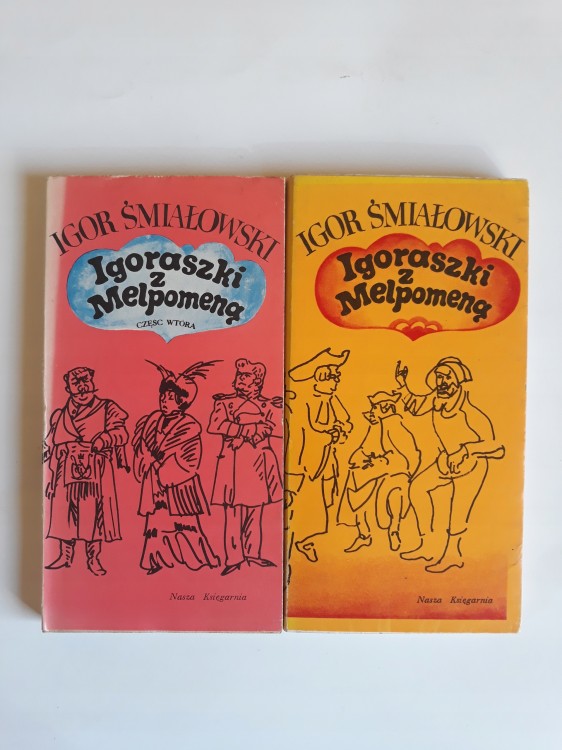 IGOR ŚMIAŁOWSKI
Igoraszki
z
Melpomeną
CZĘŚĆ WTÓRA
Nasza Księgarnia
IGOR ŚMIAŁOWSKI
Igoraszki
z
Melpomeną
Nasza Księgarnia